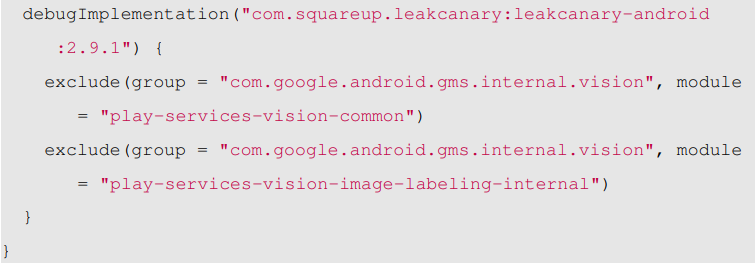 debugImplementation("com.squareup.leakcanary:leakcanary-android
:2.9.1") {
exclude(group = "com.google.android.gms.internal.vision", module
= "play-services-vision-common")
exclude(group = "com.google.android.gms.internal.vision", module
= "play-services-vision-image-labeling-internal")
}
}